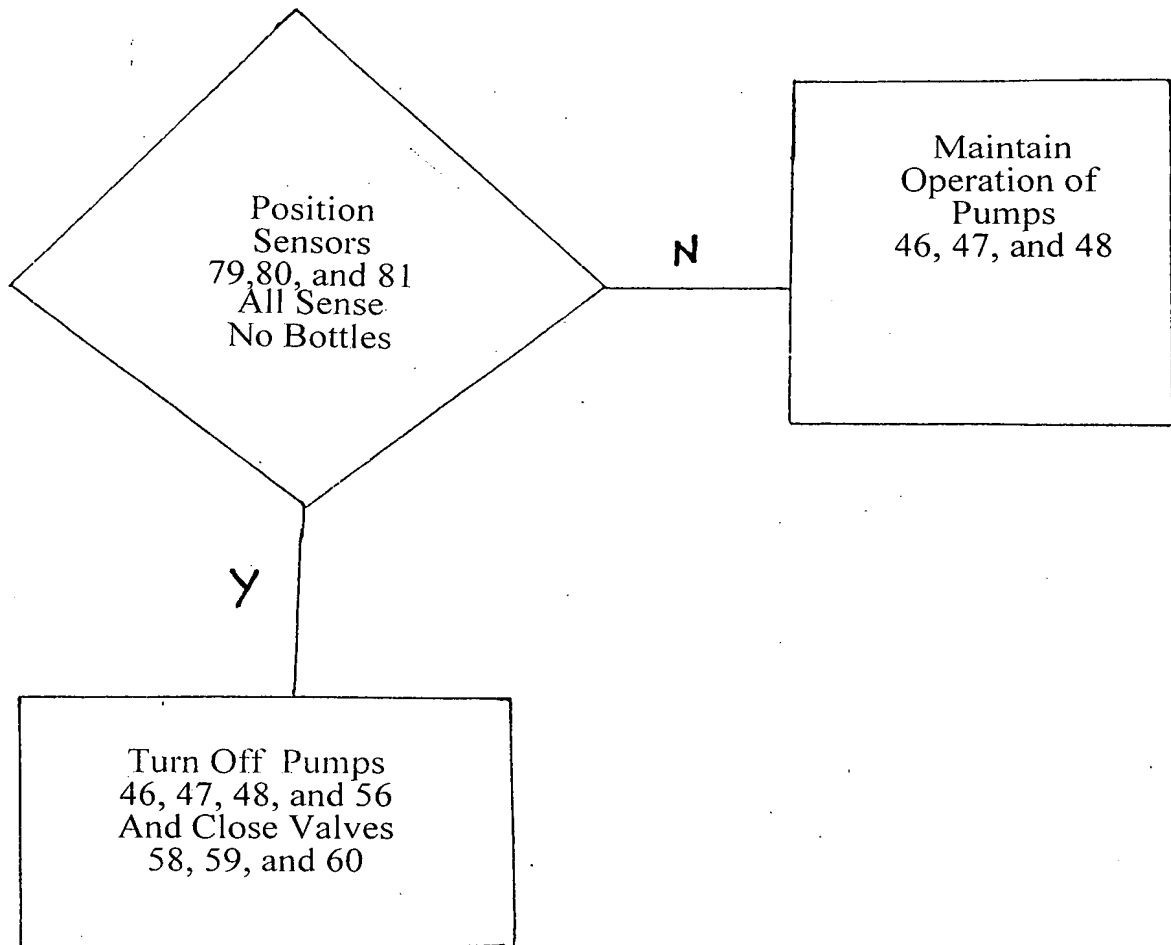 Position
Sensors
79,80, and 81
All Sense
No Bottles
N
Maintain
Operation of
Pumps
46, 47, and 48
Y
Turn Off Pumps
46, 47, 48, and 56
And Close Valves
58, 59, and 60